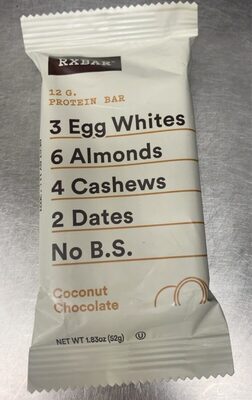 RXBAR
12 G.
PROTEIN BAR
3 Egg Whites
6 Almonds
4 Cashews
2 Dates
No B.S.
Coconut
Chocolate
NET WT 1.83oz (52g)
U